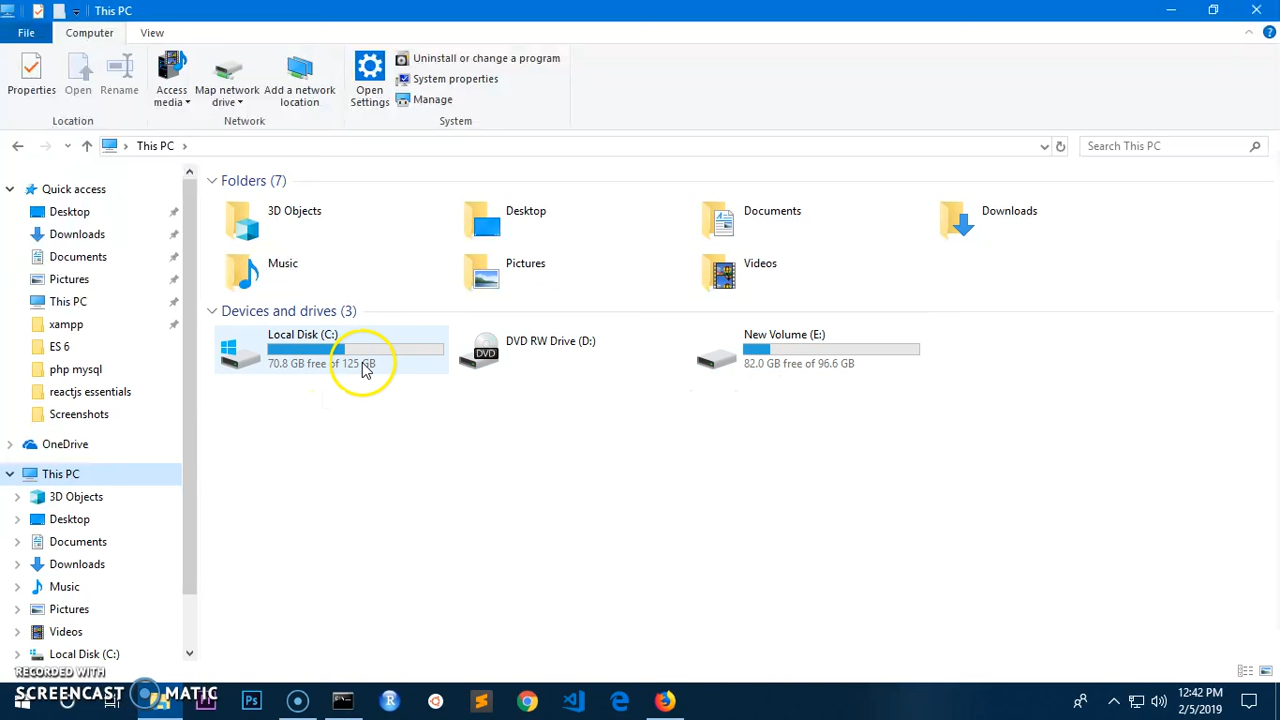 This PC
File Computer View
Properties Open Rename Access media Map network drive Add a network location Open Settings Uninstall or change a program
System properties
Manage
Location Network System
This PC Search This PC
Quick access
Desktop
Downloads
Documents
Pictures
This PC
xampp
ES 6
php mysql
reactjs essentials
Screenshots
OneDrive
This PC
3D Objects
Desktop
Documents
Downloads
Music
Pictures
Videos
Local Disk (C:)
Folders (7)
3D Objects Desktop Documents Downloads
Music Pictures Videos
Devices and drives (3)
Local Disk (C:) DVD RW Drive (D:) New Volume (E:)
DVD
70.8 GB free of 125 GB 82.0 GB free of 96.6 GB
RECORDED WITH
SCREENCAST MATIC
Ps R
12:42 PM
2/5/2019